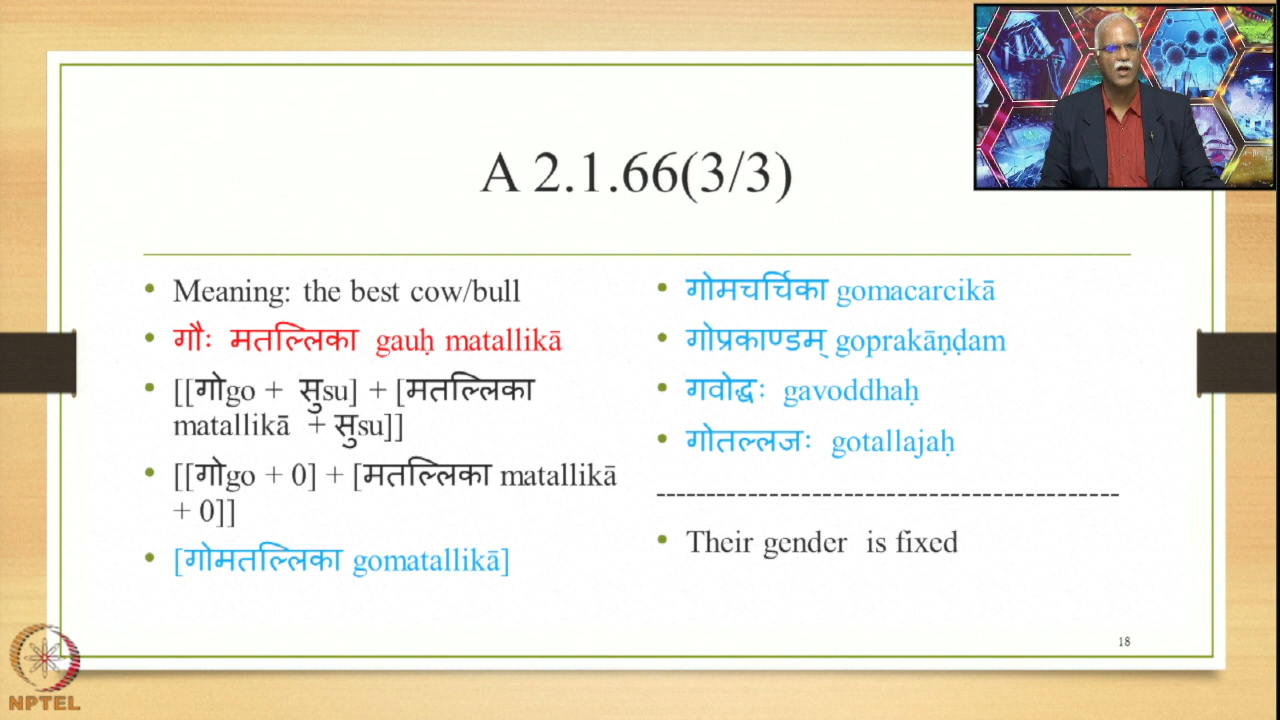 A 2.1.66(3/3)
• Meaning: the best cow/bull
• गौः मतल्लिका gauḥ matallikā
• [[गोgo + सुsu] + [मतल्लिका
matallikā + सुsu]]
• [[गोgo + 0] + [मतल्लिका matallikā
+ 0]]
• [गोमतल्लिका gomatallikā]
• गोमचर्चिका gomacarcikā
• गोप्रकाण्डम् goprakāṇḍam
• गवोद्धः gavoddhaḥ
• गोतल्लजः gotallajaḥ
-------------------------------------------
• Their gender is fixed
18
NPTEL